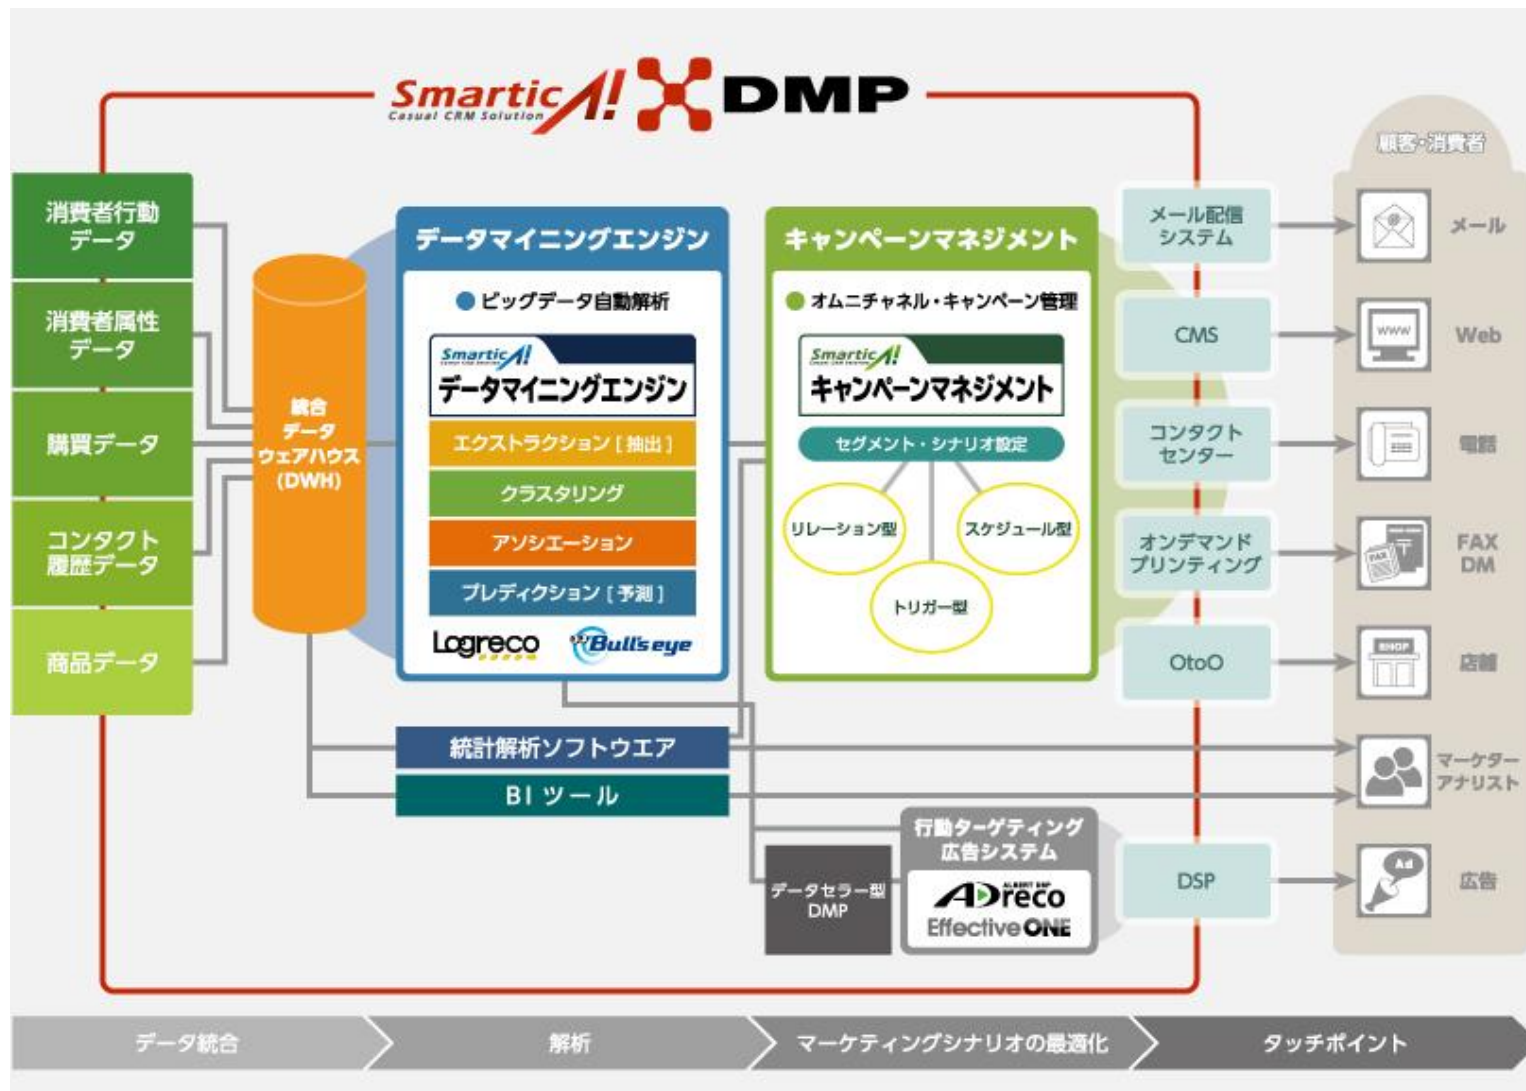 Smartic A!
Casual CRM Solution
DMP
顧客・消費者
消費者行動
データ
消費者属性
データ
購買データ
コンタクト
履歴データ
商品データ
統合
データ
ウェアハウス
(DWH)
データマイニングエンジン
ビッグデータ自動解析
Smartic A!
データマイニングエンジン
エクストラクション [ 抽出 ]
クラスタリング
アソシエーション
プレディクション [ 予測 ]
Logreco
Bull's eye
キャンペーンマネジメント
オムニチャネル・キャンペーン管理
Smartic A!
キャンペーンマネジメント
セグメント・シナリオ設定
リレーション型
スケジュール型
トリガー型
統計解析ソフトウエア
BI ツール
データセラー型
DMP
行動ターゲティング
広告システム
ALBERT DSP
ADreco
Effective ONE
メール配信
システム
CMS
コンタクト
センター
オンデマンド
プリンティング
OtoO
DSP
@
メール
WWW
Web
電話
FAX
〒
FAX
DM
SHOP
店舗
マーケター
アナリスト
Ad
広告
データ統合
解析
マーケティングシナリオの最適化
タッチポイント